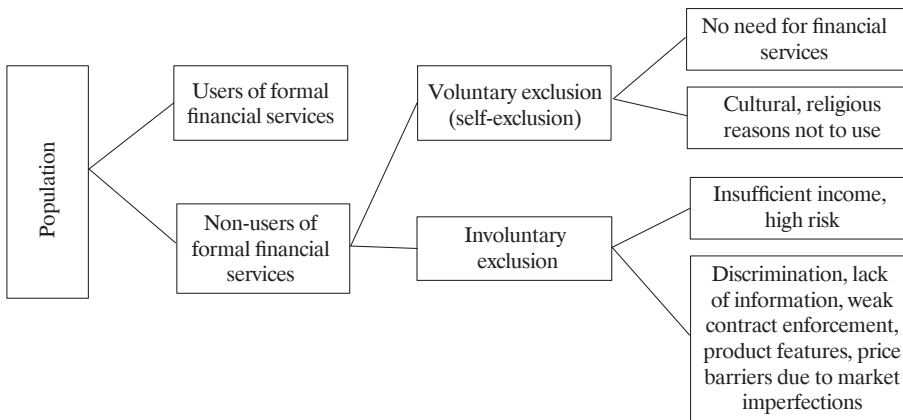 Population
Users of formal
financial services
Non-users of
formal financial
services
Voluntary exclusion
(self-exclusion)
Involuntary
exclusion
No need for financial
services
Cultural, religious
reasons not to use
Insufficient income,
high risk
Discrimination, lack
of information, weak
contract enforcement,
product features, price
barriers due to market
imperfections